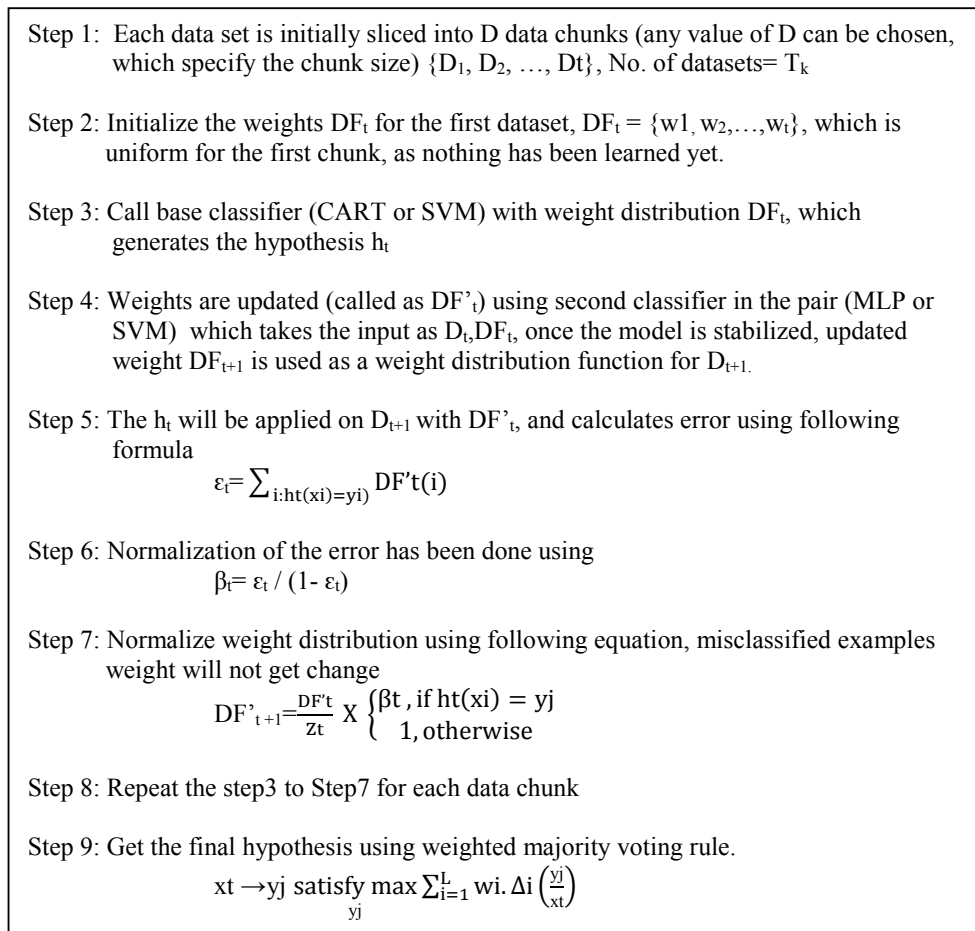 Step 1: Each data set is initially sliced into D data chunks (any value of D can be chosen,
which specify the chunk size) {D₁, D₂, …, Dt}, No. of datasets= Tₖ
Step 2: Initialize the weights DFₜ for the first dataset, DFₜ = {w1, w₂,…,wₜ}, which is
uniform for the first chunk, as nothing has been learned yet.
Step 3: Call base classifier (CART or SVM) with weight distribution DFₜ, which
generates the hypothesis hₜ
Step 4: Weights are updated (called as DF’ₜ) using second classifier in the pair (MLP or
SVM) which takes the input as Dₜ,DFₜ, once the model is stabilized, updated
weight DFₜ₊₁ is used as a weight distribution function for Dₜ₊₁.
Step 5: The hₜ will be applied on Dₜ₊₁ with DF’ₜ, and calculates error using following
formula
εₜ= ∑ i:ht(xi)=yi) DF't(i)
Step 6: Normalization of the error has been done using
βₜ= εₜ / (1- εₜ)
Step 7: Normalize weight distribution using following equation, misclassified examples
weight will not get change
DF’ₜ₊₁= DF't/Zt X { βt , if ht(xi) = yj
1, otherwise
Step 8: Repeat the step3 to Step7 for each data chunk
Step 9: Get the final hypothesis using weighted majority voting rule.
xt →yj satisfy max yj ∑ i=1 L wi. Δi (yj/xt)